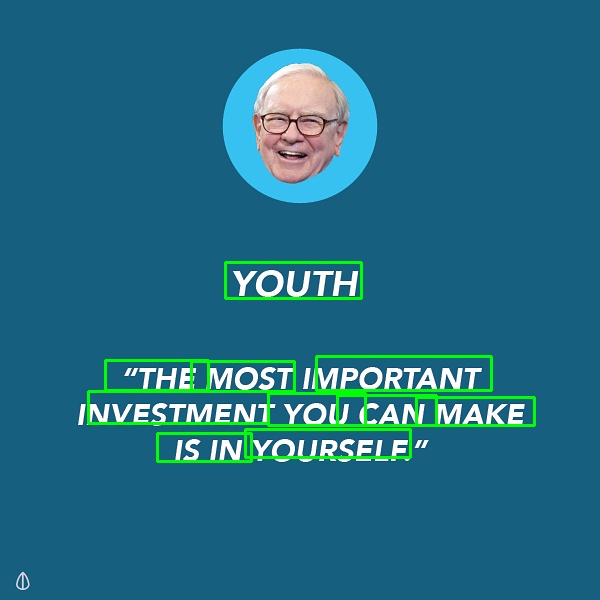 YOUTH
“THE MOST IMPORTANT
INVESTMENT YOU CAN MAKE
IS IN YOURSELF.”